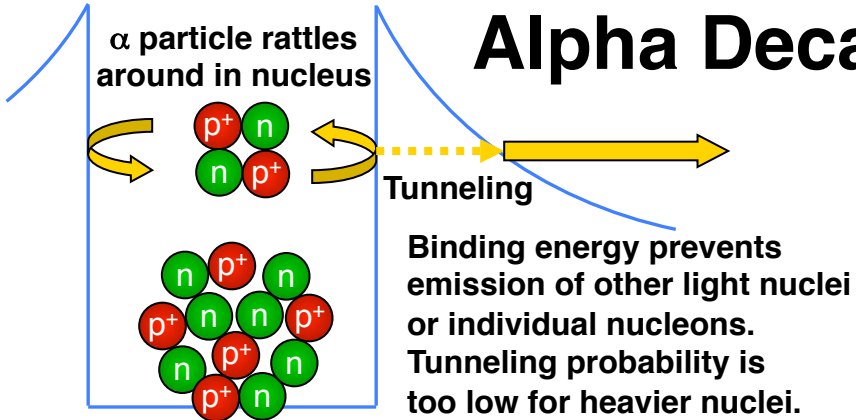 Alpha Deca
α particle rattles
around in nucleus
p⁺ n
n p⁺
Tunneling
n p⁺ n
p⁺ n n p⁺
n p⁺ n
p⁺ n
Binding energy prevents
emission of other light nuclei
or individual nucleons.
Tunneling probability is
too low for heavier nuclei.